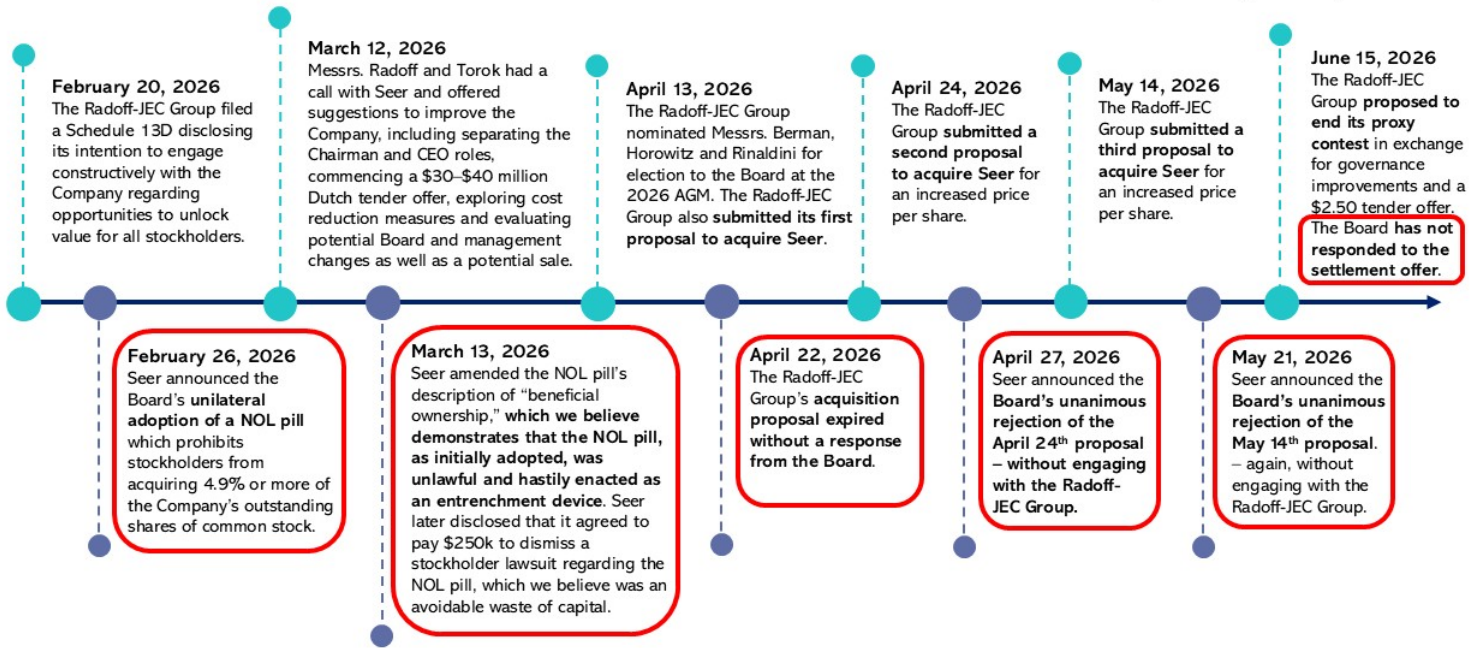 February 20, 2026
The Radoff-JEC Group filed
a Schedule 13D disclosing
its intention to engage
constructively with the
Company regarding
opportunities to unlock
value for all stockholders.
March 12, 2026
Messrs. Radoff and Torok had a
call with Seer and offered
suggestions to improve the
Company, including separating the
Chairman and CEO roles,
commencing a $30–$40 million
Dutch tender offer, exploring cost
reduction measures and evaluating
potential Board and management
changes as well as a potential sale.
April 13, 2026
The Radoff-JEC Group
nominated Messrs. Berman,
Horowitz and Rinaldini for
election to the Board at the
2026 AGM. The Radoff-JEC
Group also submitted its first
proposal to acquire Seer.
April 24, 2026
The Radoff-JEC
Group submitted a
second proposal
to acquire Seer for
an increased price
per share.
May 14, 2026
The Radoff-JEC
Group submitted a
third proposal to
acquire Seer for
an increased price
per share.
June 15, 2026
The Radoff-JEC
Group proposed to
end its proxy
contest in exchange
for governance
improvements and a
$2.50 tender offer.
The Board has not
responded to the
settlement offer.
February 26, 2026
Seer announced the
Board's unilateral
adoption of a NOL pill
which prohibits
stockholders from
acquiring 4.9% or more of
the Company's outstanding
shares of common stock.
March 13, 2026
Seer amended the NOL pill's
description of "beneficial
ownership," which we believe
demonstrates that the NOL pill,
as initially adopted, was
unlawful and hastily enacted as
an entrenchment device. Seer
later disclosed that it agreed to
pay $250k to dismiss a
stockholder lawsuit regarding the
NOL pill, which we believe was an
avoidable waste of capital.
April 22, 2026
The Radoff-JEC
Group's acquisition
proposal expired
without a response
from the Board.
April 27, 2026
Seer announced the
Board's unanimous
rejection of the
April 24th proposal
– without engaging
with the Radoff-
JEC Group.
May 21, 2026
Seer announced the
Board's unanimous
rejection of the
May 14th proposal.
– again, without
engaging with the
Radoff-JEC Group.